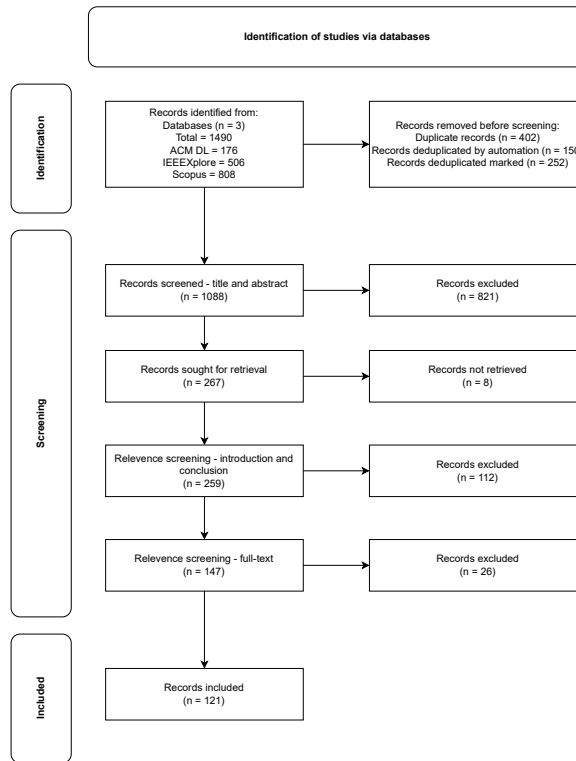 Identification of studies via databases
Identification
Records identified from:
Databases (n = 3)
Total = 1490
ACM DL = 176
IEEEXplore = 506
Scopus = 808
Records removed before screening:
Duplicate records (n = 402)
Records deduplicated by automation (n = 150
Records deduplicated marked (n = 252)
Screening
Records screened - title and abstract
(n = 1088)
Records excluded
(n = 821)
Records sought for retrieval
(n = 267)
Records not retrieved
(n = 8)
Relevence screening - introduction and
conclusion
(n = 259)
Records excluded
(n = 112)
Relevence screening - full-text
(n = 147)
Records excluded
(n = 26)
Included
Records included
(n = 121)